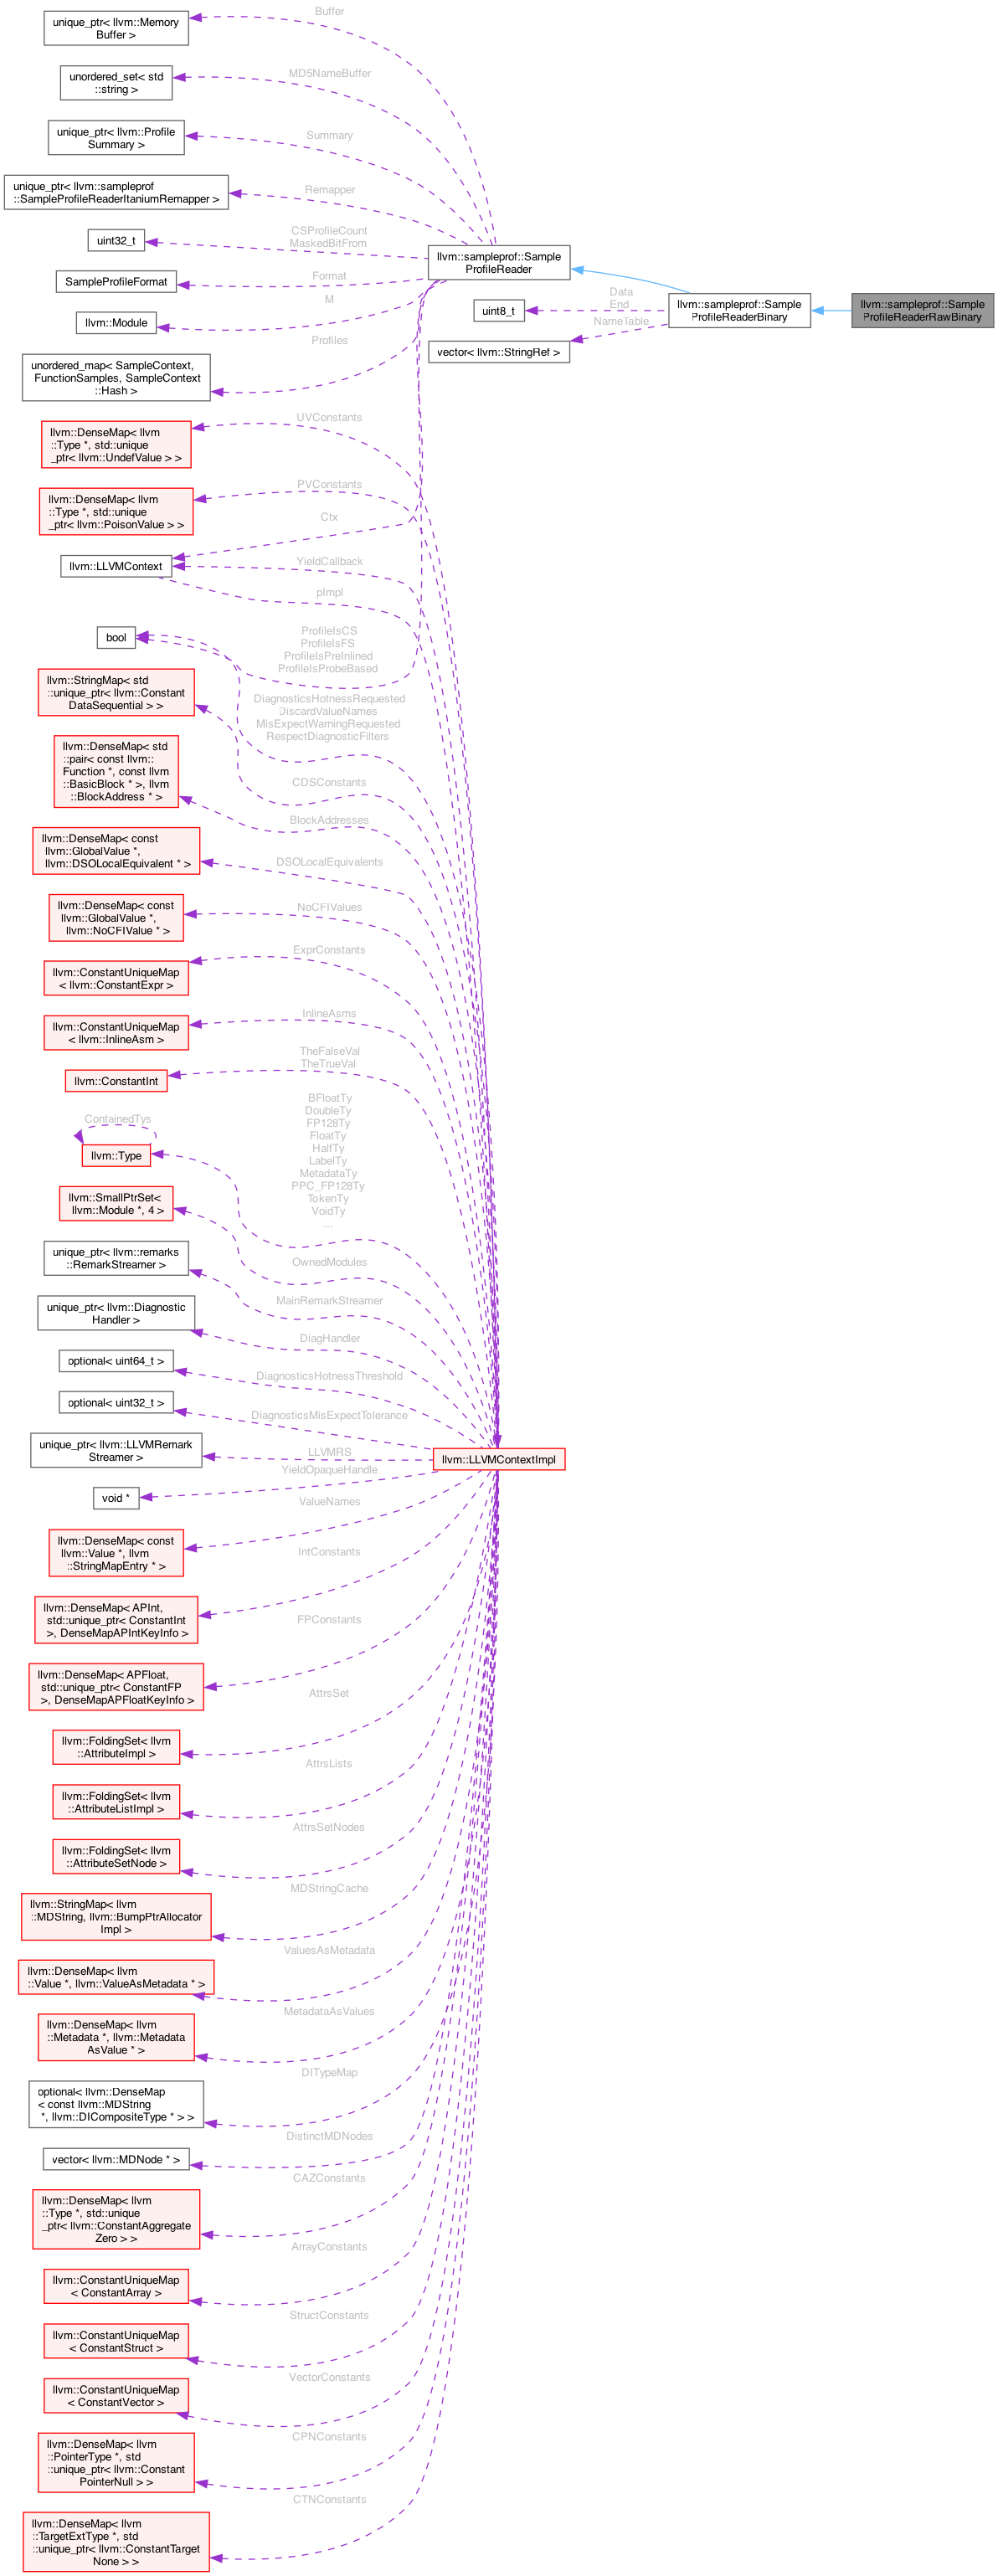 unique_ptr< llvm::Memory
Buffer >
Buffer
unordered_set< std
::string >
MD5NameBuffer
unique_ptr< llvm::Profile
Summary >
Summary
unique_ptr< llvm::sampleprof
::SampleProfileReaderItaniumRemapper >
Remapper
uint32_t
CSProfileCount
MaskedBitFrom
llvm::sampleprof::Sample
ProfileReader
SampleProfileFormat
Format
M
llvm::Module
uint8_t
Data
End
llvm::sampleprof::Sample
ProfileReaderBinary
llvm::sampleprof::Sample
ProfileReaderRawBinary
NameTable
vector< llvm::StringRef >
Profiles
unordered_map< SampleContext,
FunctionSamples, SampleContext
::Hash >
UVConstants
llvm::DenseMap< llvm
::Type *, std::unique
_ptr< llvm::UndefValue > >
PVConstants
llvm::DenseMap< llvm
::Type *, std::unique
_ptr< llvm::PoisonValue > >
Ctx
YieldCallback
llvm::LLVMContext
pImpl
bool
ProfileIsCS
ProfileIsFS
ProfileIsPreInlined
ProfileIsProbeBased
llvm::StringMap< std
::unique_ptr< llvm::Constant
DataSequential > >
DiagnosticsHotnessRequested
DiscardValueNames
MisExpectWarningRequested
RespectDiagnosticFilters
CDSConstants
llvm::DenseMap< std
::pair< const llvm::
Function *, const llvm
::BasicBlock * >, llvm
::BlockAddress * >
BlockAddresses
llvm::DenseMap< const
llvm::GlobalValue *,
llvm::DSOLocalEquivalent * >
DSOLocalEquivalents
llvm::DenseMap< const
llvm::GlobalValue *,
llvm::NoCFIValue * >
NoCFIValues
llvm::ConstantUniqueMap
< llvm::ConstantExpr >
ExprConstants
llvm::ConstantUniqueMap
< llvm::InlineAsm >
InlineAsms
llvm::ConstantInt
TheFalseVal
TheTrueVal
ContainedTys
llvm::Type
BFloatTy
DoubleTy
FP128Ty
FloatTy
HalfTy
LabelTy
MetadataTy
PPC_FP128Ty
TokenTy
VoidTy
...
llvm::SmallPtrSet<
llvm::Module *, 4 >
OwnedModules
unique_ptr< llvm::remarks
::RemarkStreamer >
MainRemarkStreamer
unique_ptr< llvm::Diagnostic
Handler >
DiagHandler
optional< uint64_t >
DiagnosticsHotnessThreshold
optional< uint32_t >
DiagnosticsMisExpectTolerance
unique_ptr< llvm::LLVMRemark
Streamer >
LLVMRS
llvm::LLVMContextImpl
YieldOpaqueHandle
void *
ValueNames
llvm::DenseMap< const
llvm::Value *, llvm
::StringMapEntry * >
IntConstants
llvm::DenseMap< APInt,
std::unique_ptr< ConstantInt
>, DenseMapAPIntKeyInfo >
FPConstants
llvm::DenseMap< APFloat,
std::unique_ptr< ConstantFP
>, DenseMapAPFloatKeyInfo >
AttrsSet
llvm::FoldingSet< llvm
::AttributeImpl >
AttrsLists
llvm::FoldingSet< llvm
::AttributeListImpl >
AttrsSetNodes
llvm::FoldingSet< llvm
::AttributeSetNode >
MDStringCache
llvm::StringMap< llvm
::MDString, llvm::BumpPtrAllocator
Impl >
ValuesAsMetadata
llvm::DenseMap< llvm
::Value *, llvm::ValueAsMetadata * >
MetadataAsValues
llvm::DenseMap< llvm
::Metadata *, llvm::Metadata
AsValue * >
DITypeMap
optional< llvm::DenseMap
< const llvm::MDString
*, llvm::DICompositeType * > >
DistinctMDNodes
vector< llvm::MDNode * >
CAZConstants
llvm::DenseMap< llvm
::Type *, std::unique
_ptr< llvm::ConstantAggregate
Zero > >
ArrayConstants
llvm::ConstantUniqueMap
< ConstantArray >
StructConstants
llvm::ConstantUniqueMap
< ConstantStruct >
VectorConstants
llvm::ConstantUniqueMap
< ConstantVector >
CPNConstants
llvm::DenseMap< llvm
::PointerType *, std
::unique_ptr< llvm::Constant
PointerNull > >
CTNConstants
llvm::DenseMap< llvm
::TargetExtType *, std
::unique_ptr< llvm::ConstantTarget
None > >